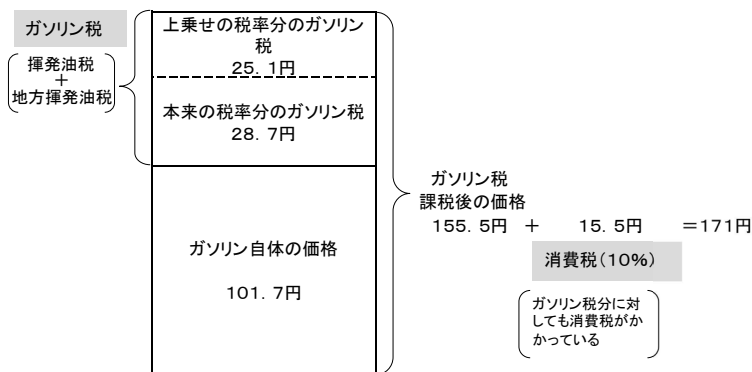 ガソリン税
揮発油税
+
地方揮発油税
上乗せの税率分のガソリン
税
25．1円
本来の税率分のガソリン税
28．7円
ガソリン自体の価格
101．7円
ガソリン税
課税後の価格
155．5円　+　15．5円　＝171円
消費税（10%）
ガソリン税分に対
しても消費税がか
かっている